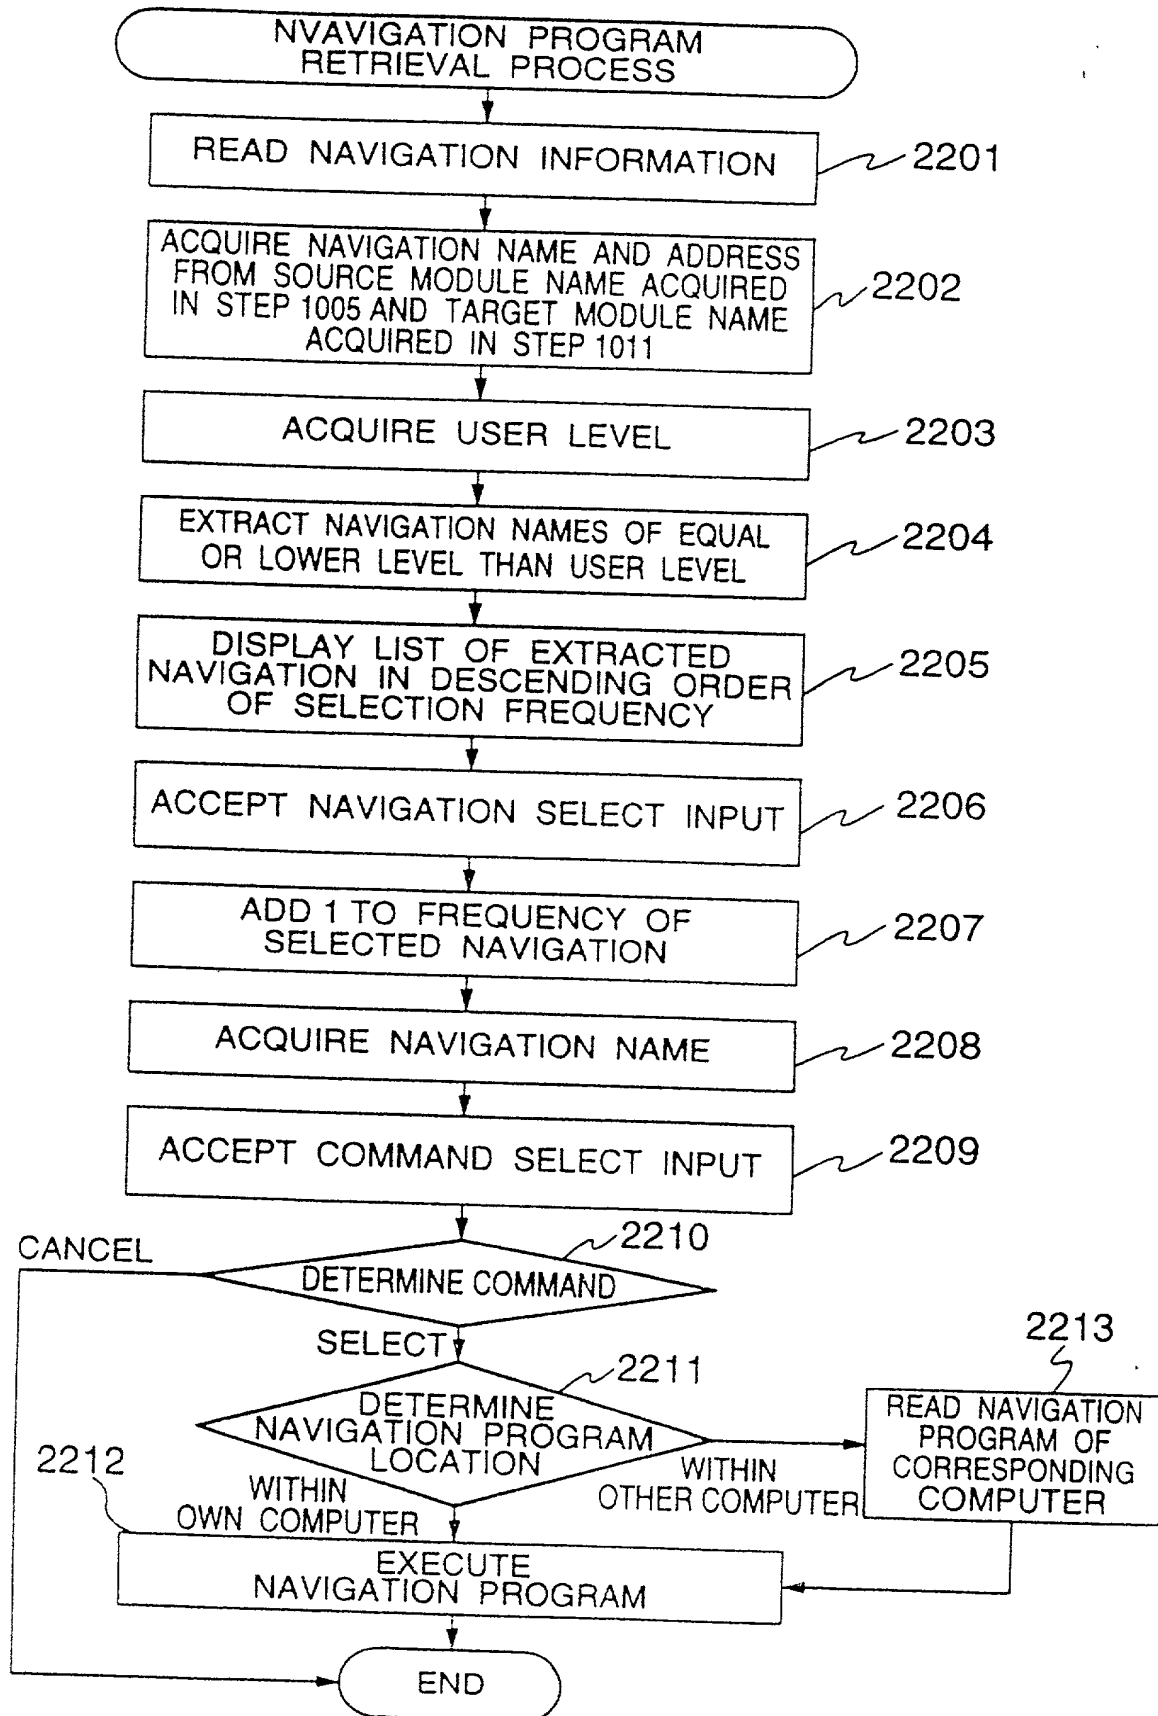 NVAVIGATION PROGRAM
RETRIEVAL PROCESS
READ NAVIGATION INFORMATION
2201
ACQUIRE NAVIGATION NAME AND ADDRESS
FROM SOURCE MODULE NAME ACQUIRED
IN STEP 1005 AND TARGET MODULE NAME
ACQUIRED IN STEP 1011
2202
ACQUIRE USER LEVEL
2203
EXTRACT NAVIGATION NAMES OF EQUAL
OR LOWER LEVEL THAN USER LEVEL
2204
DISPLAY LIST OF EXTRACTED
NAVIGATION IN DESCENDING ORDER
OF SELECTION FREQUENCY
2205
ACCEPT NAVIGATION SELECT INPUT
2206
ADD 1 TO FREQUENCY OF
SELECTED NAVIGATION
2207
ACQUIRE NAVIGATION NAME
2208
ACCEPT COMMAND SELECT INPUT
2209
2210
CANCEL
DETERMINE COMMAND
SELECT
2211
DETERMINE
NAVIGATION PROGRAM
LOCATION
2213
READ NAVIGATION
PROGRAM OF
CORRESPONDING
COMPUTER
WITHIN
OTHER COMPUTER
2212
WITHIN
OWN COMPUTER
EXECUTE
NAVIGATION PROGRAM
END